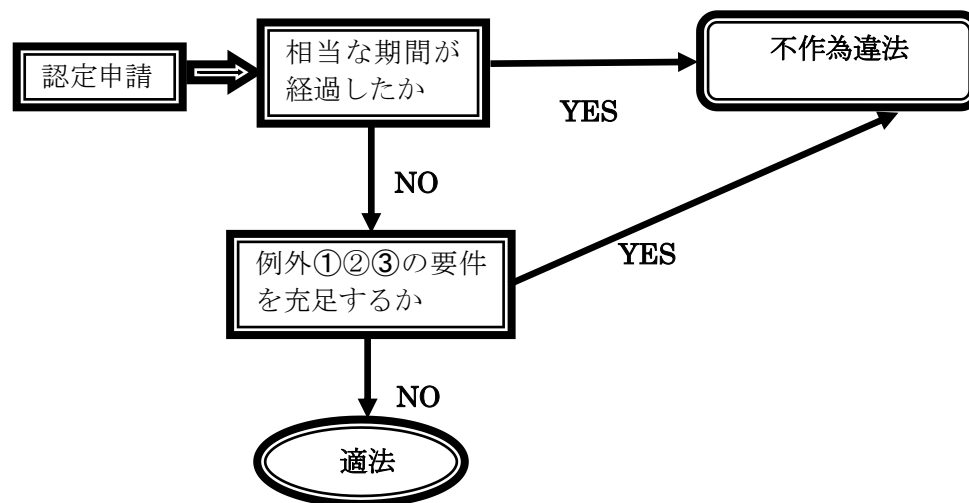 認定申請
相当な期間が
経過したか
不作為違法
YES
NO
例外①②③の要件
を充足するか
YES
NO
適法